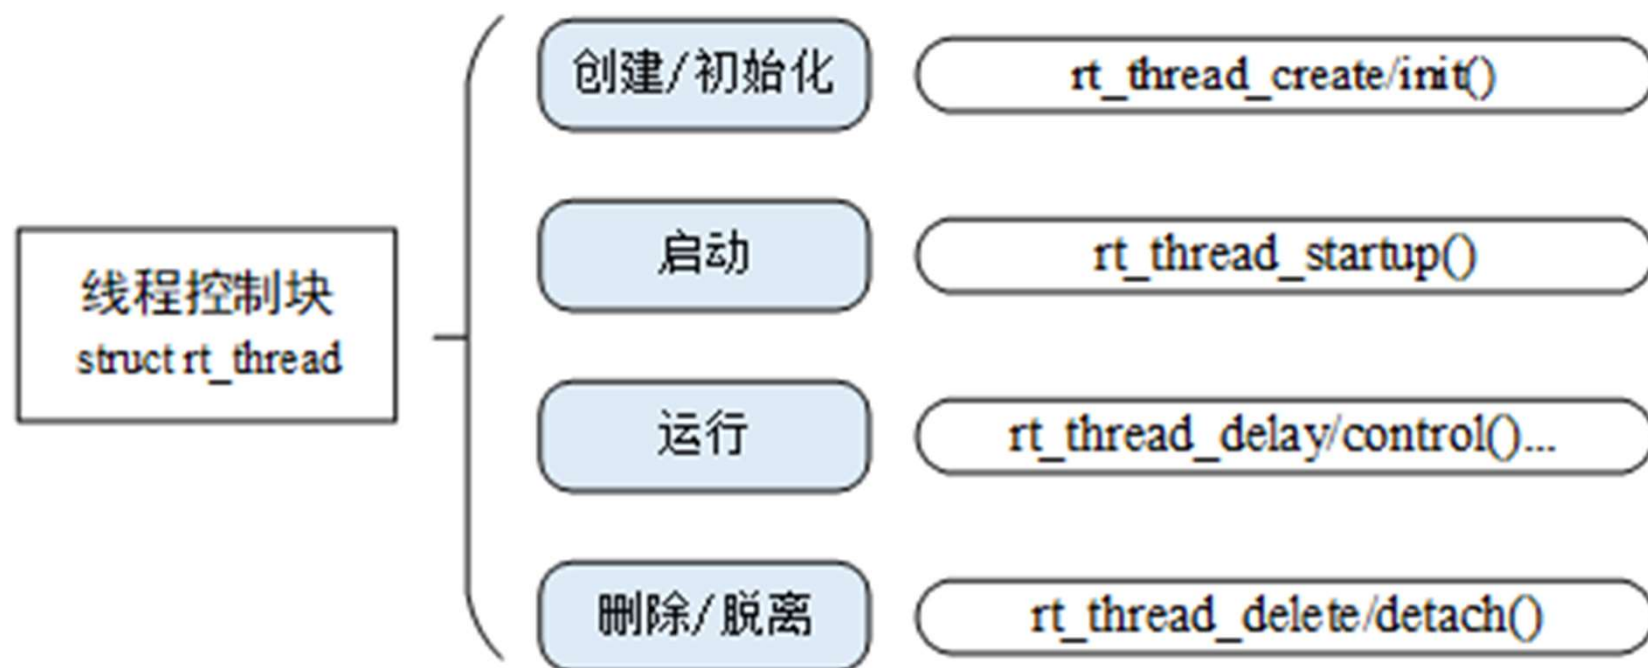 线程控制块
struct rt_thread
创建/初始化
rt_thread_create/init()
启动
rt_thread_startup()
运行
rt_thread_delay/control()...
删除/脱离
rt_thread_delete/detach()